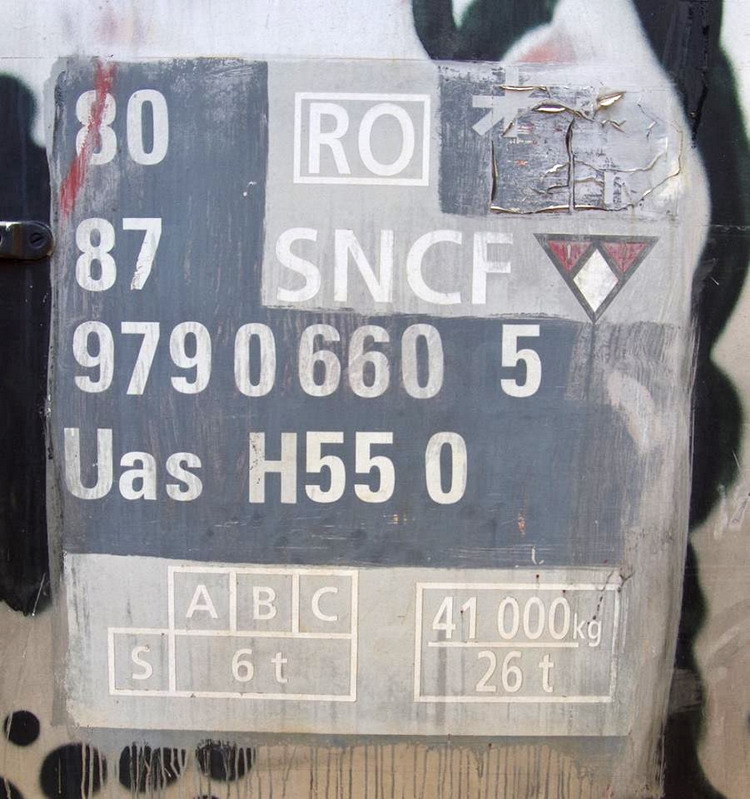 80 RO
87 SNCF
979 0 660 5
Uas H55 0
A B C
S 6 t
41 000 kg
26 t